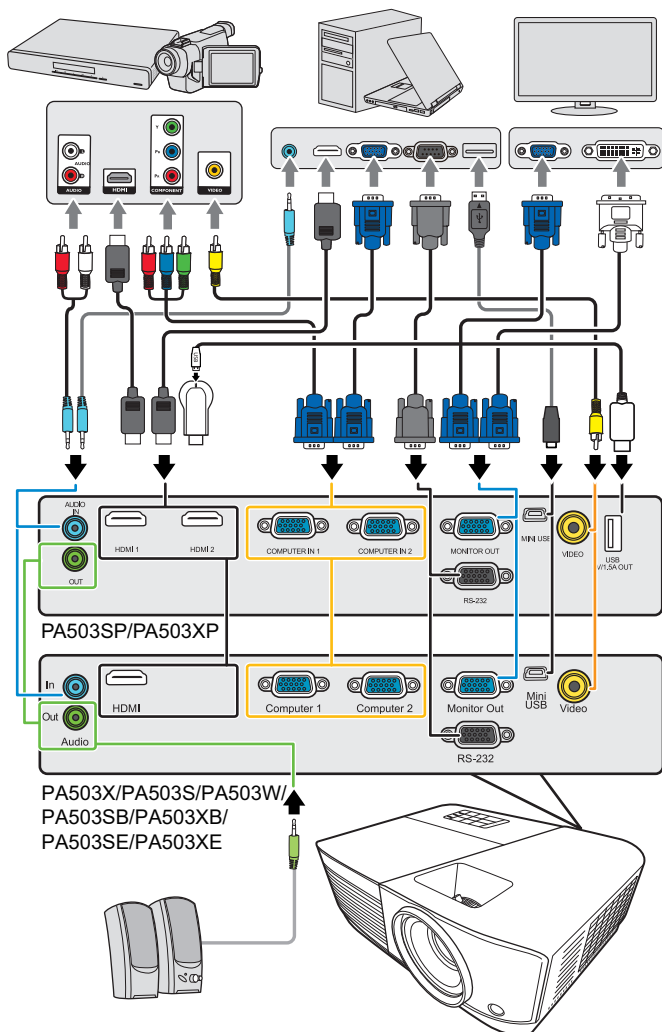 AUDIO
AUDIO
HDMI
COMPONENT
VIDEO
USB
AUDIO
IN
OUT
HDMI 1
HDMI 2
COMPUTER IN 1
COMPUTER IN 2
MONITOR OUT
RS-232
MINI USB
VIDEO
USB
/1.5A OUT
PA503SP/PA503XP
In
Out
Audio
HDMI
Computer 1
Computer 2
Monitor Out
RS-232
Mini
USB
Video
PA503X/PA503S/PA503W/
PA503SB/PA503XB/
PA503SE/PA503XE